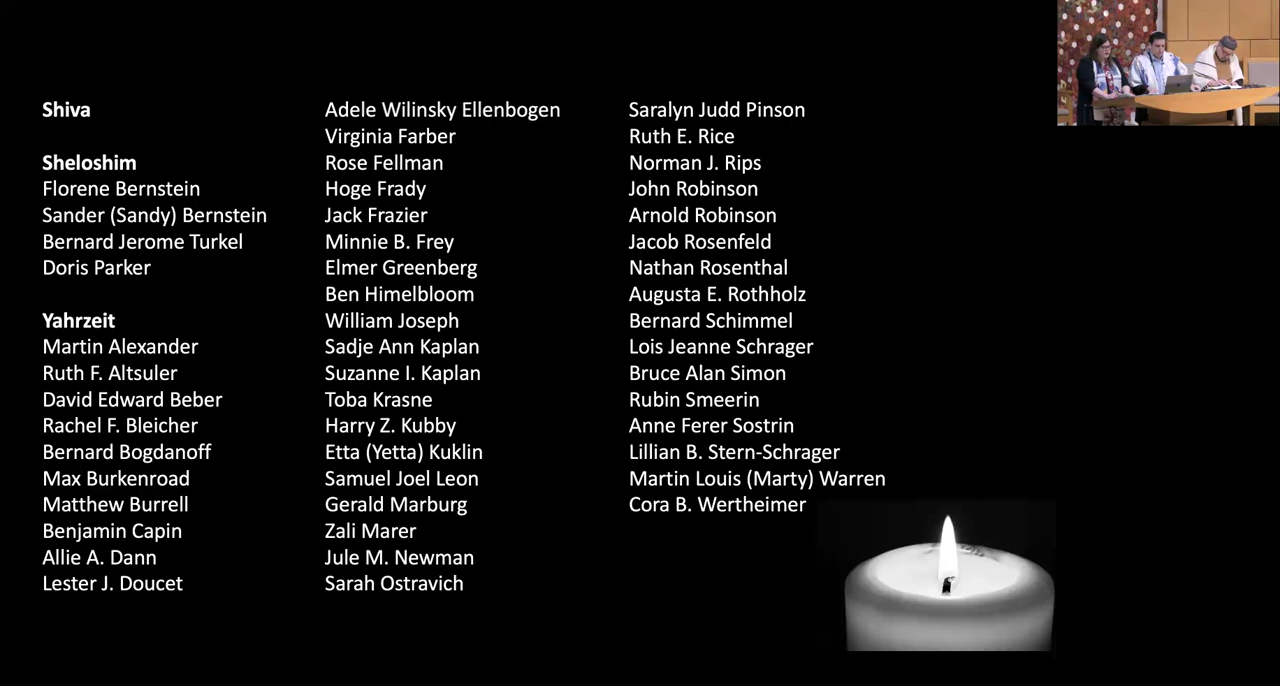 Shiva
Sheloshim
Florene Bernstein
Sander (Sandy) Bernstein
Bernard Jerome Turkel
Doris Parker
Yahrzeit
Martin Alexander
Ruth F. Altsuler
David Edward Beber
Rachel F. Bleicher
Bernard Bogdanoff
Max Burkenroad
Matthew Burrell
Benjamin Capin
Allie A. Dann
Lester J. Doucet
Adele Wilinsky Ellenbogen
Virginia Farber
Rose Fellman
Hoge Frady
Jack Frazier
Minnie B. Frey
Elmer Greenberg
Ben Himelbloom
William Joseph
Sadje Ann Kaplan
Suzanne I. Kaplan
Toba Krasne
Harry Z. Kubby
Etta (Yetta) Kuklin
Samuel Joel Leon
Gerald Marburg
Zali Marer
Jule M. Newman
Sarah Ostravich
Saralyn Judd Pinson
Ruth E. Rice
Norman J. Rips
John Robinson
Arnold Robinson
Jacob Rosenfeld
Nathan Rosenthal
Augusta E. Rothholz
Bernard Schimmel
Lois Jeanne Schrager
Bruce Alan Simon
Rubin Smeerin
Anne Ferer Sostrin
Lillian B. Stern-Schrager
Martin Louis (Marty) Warren
Cora B. Wertheimer